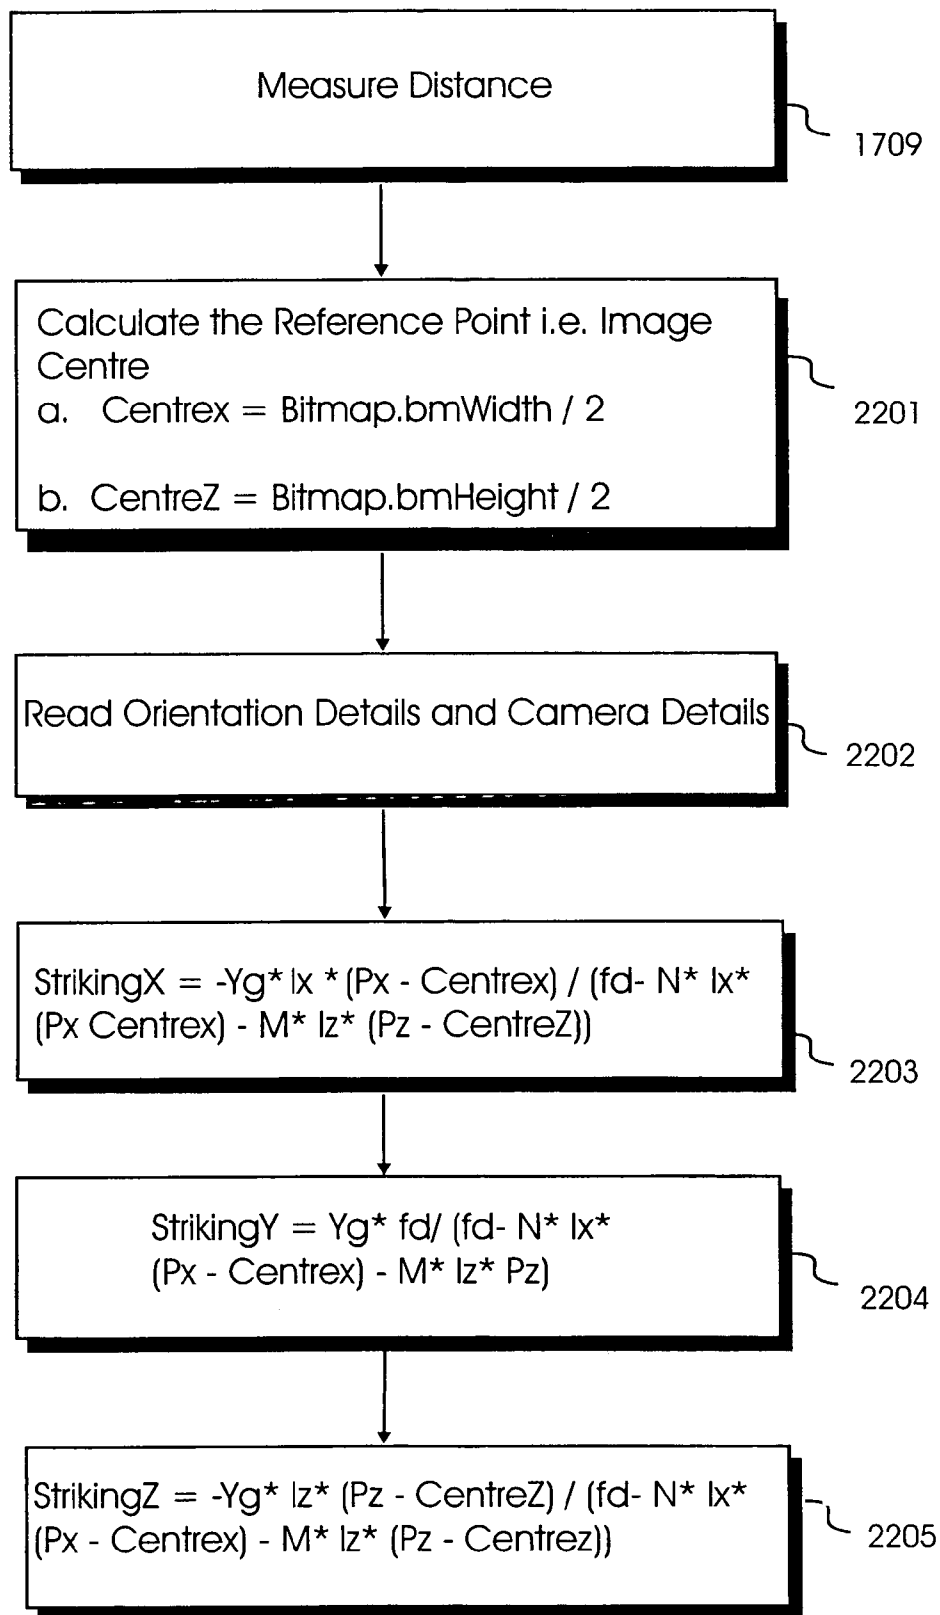 Measure Distance
1709
Calculate the Reference Point i.e. Image
Centre
a. Centrex = Bitmap.bmWidth / 2
b. CentreZ = Bitmap.bmHeight / 2
2201
Read Orientation Details and Camera Details
2202
StrikingX = -Yg* Ix * (Px - Centrex) / (fd- N* Ix*
(Px Centrex) - M* Iz* (Pz - CentreZ))
2203
StrikingY = Yg* fd/ (fd- N* Ix*
(Px - Centrex) - M* Iz* Pz)
2204
StrikingZ = -Yg* Iz* (Pz - CentreZ) / (fd- N* Ix*
(Px - Centrex) - M* Iz* (Pz - Centrez))
2205